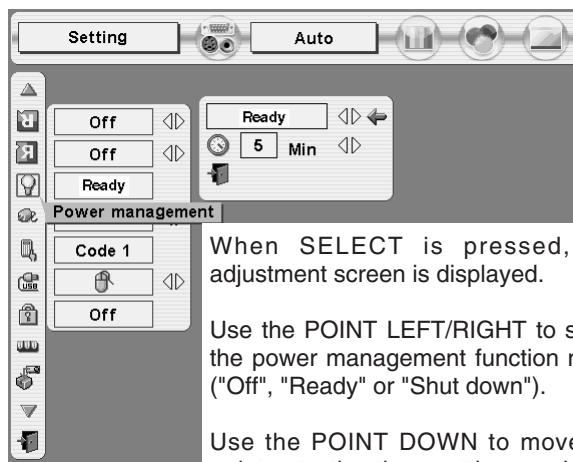 Setting
Auto
Off
Off
Ready
Power management
Code 1
USB
Off
Ready
5 Min
When SELECT is pressed,
adjustment screen is displayed.
Use the POINT LEFT/RIGHT to
the power management function
("Off", "Ready" or "Shut down").
Use the POINT DOWN to move